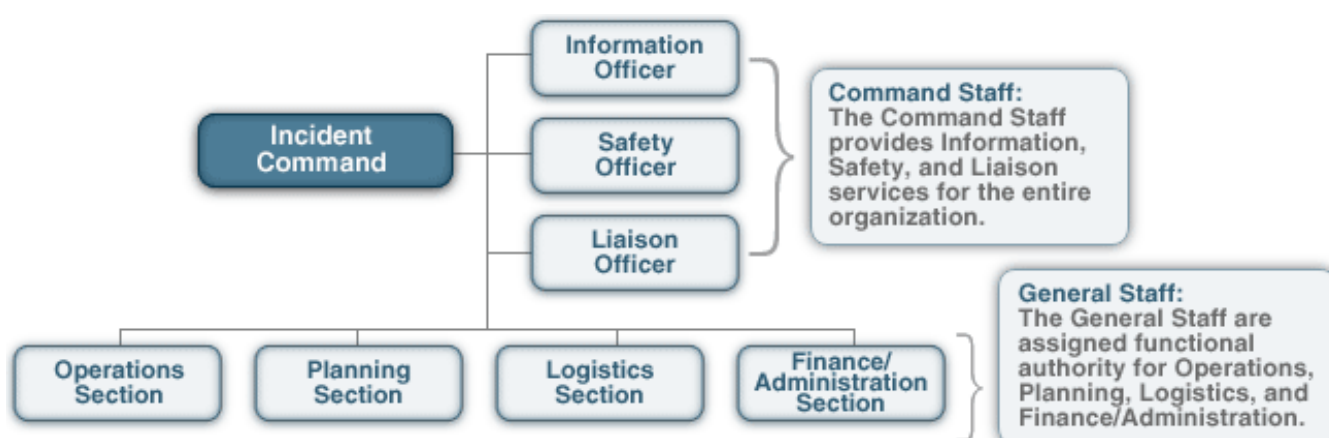 Information
Officer
Incident
Command
Safety
Officer
Liaison
Officer
Command Staff:
The Command Staff
provides Information,
Safety, and Liaison
services for the entire
organization.
Operations
Section
Planning
Section
Logistics
Section
Finance/
Administration
Section
General Staff:
The General Staff are
assigned functional
authority for Operations,
Planning, Logistics, and
Finance/Administration.